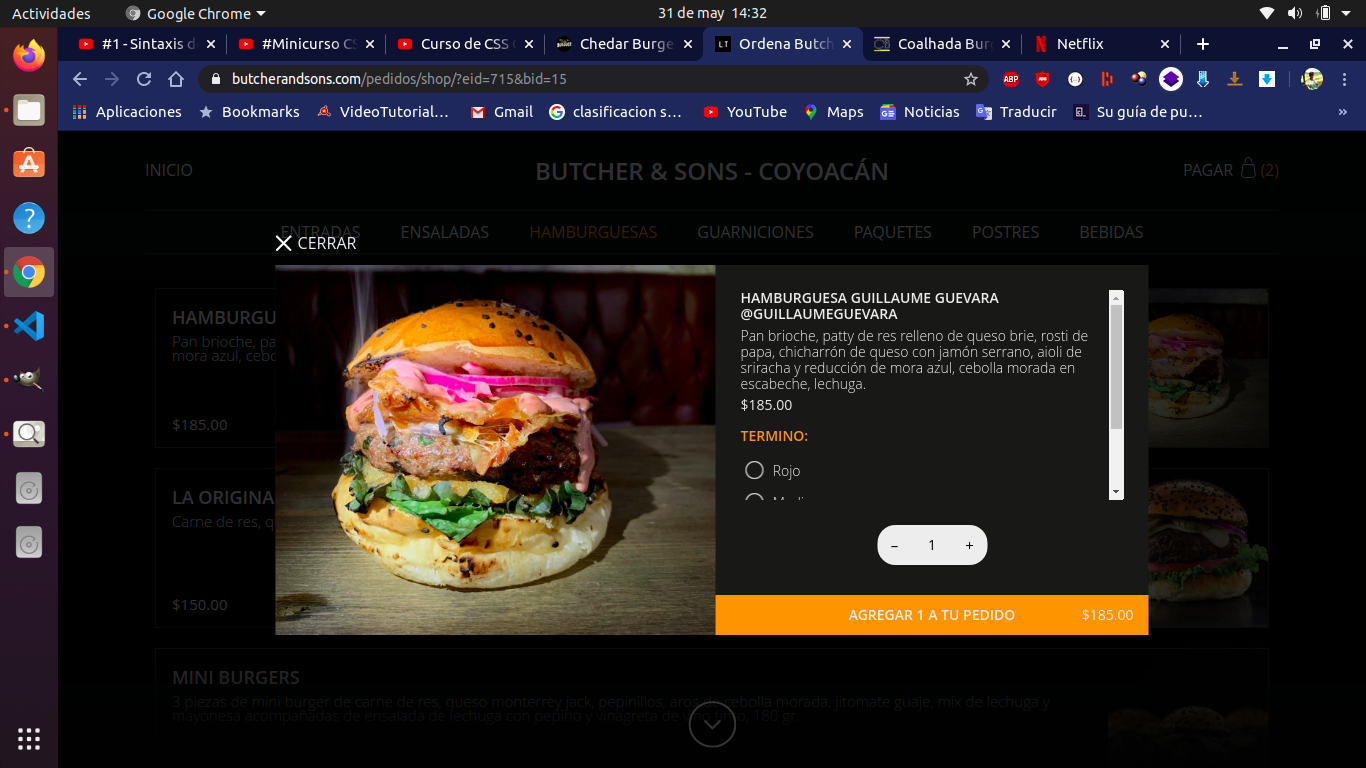 Actividades
Google Chrome
31 de may 14:32
#1 - Sintaxis d
#Minicurso CS
Curso de CSS
Chedar Burge
Ordena Butch
Coalhada Bur
Netflix
butcherandsons.com/pedidos/shop/?eid=715&bid=15
ABP
Aplicaciones
Bookmarks
VideoTutorial...
Gmail
clasificacion s...
YouTube
Maps
Noticias
Traducir
Su guía de pu...
»
INICIO
BUTCHER & SONS - COYOACÁN
PAGAR (2)
ENTRADAS
ENSALADAS
HAMBURGUESAS
GUARNICIONES
PAQUETES
POSTRES
BEBIDAS
CERRAR
HAMBURGU
Pan brioche, pa
mora azul, cebo
$185.00
HAMBURGUESA GUILLAUME GUEVARA
@GUILLAUMEGUEVARA
Pan brioche, patty de res relleno de queso brie, rosti de
papa, chicharrón de queso con jamón serrano, aioli de
sriracha y reducción de mora azul, cebolla morada en
escabeche, lechuga.
$185.00
TERMINO:
Rojo
– 1 +
AGREGAR 1 A TU PEDIDO $185.00
LA ORIGINA
Carne de res, q
$150.00
MINI BURGERS
3 piezas de mini burger de carne de res, queso monterrey jack, pepinillos, aros de cebolla morada, jitomate guaje, mix de lechuga y
mayonesa acompañadas de ensalada de lechuga con pepino y vinagreta de vino tinto, 180 gr.